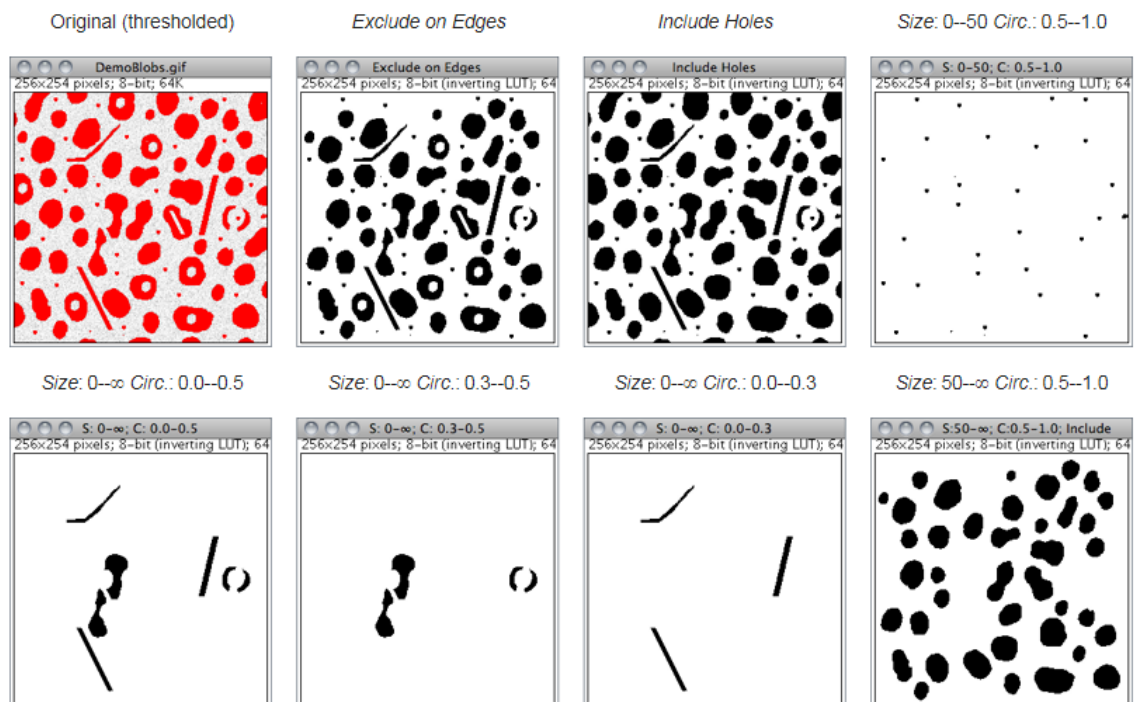 Original (thresholded)
Exclude on Edges
Include Holes
Size: 0--50 Circ.: 0.5--1.0
DemoBlobs.gif
256x254 pixels; 8-bit; 64K
Exclude on Edges
256x254 pixels; 8-bit (inverting LUT); 64
Include Holes
256x254 pixels; 8-bit (inverting LUT); 64
S: 0-50; C: 0.5-1.0
256x254 pixels; 8-bit (inverting LUT); 64
Size: 0--∞ Circ.: 0.0--0.5
Size: 0--∞ Circ.: 0.3--0.5
Size: 0--∞ Circ.: 0.0--0.3
Size: 50--∞ Circ.: 0.5--1.0
S: 0-∞; C: 0.0-0.5
256x254 pixels; 8-bit (inverting LUT); 64
S: 0-∞; C: 0.3-0.5
256x254 pixels; 8-bit (inverting LUT); 64
S: 0-∞; C: 0.0-0.3
256x254 pixels; 8-bit (inverting LUT); 64
S:50-∞; C:0.5-1.0; Include
256x254 pixels; 8-bit (inverting LUT); 64